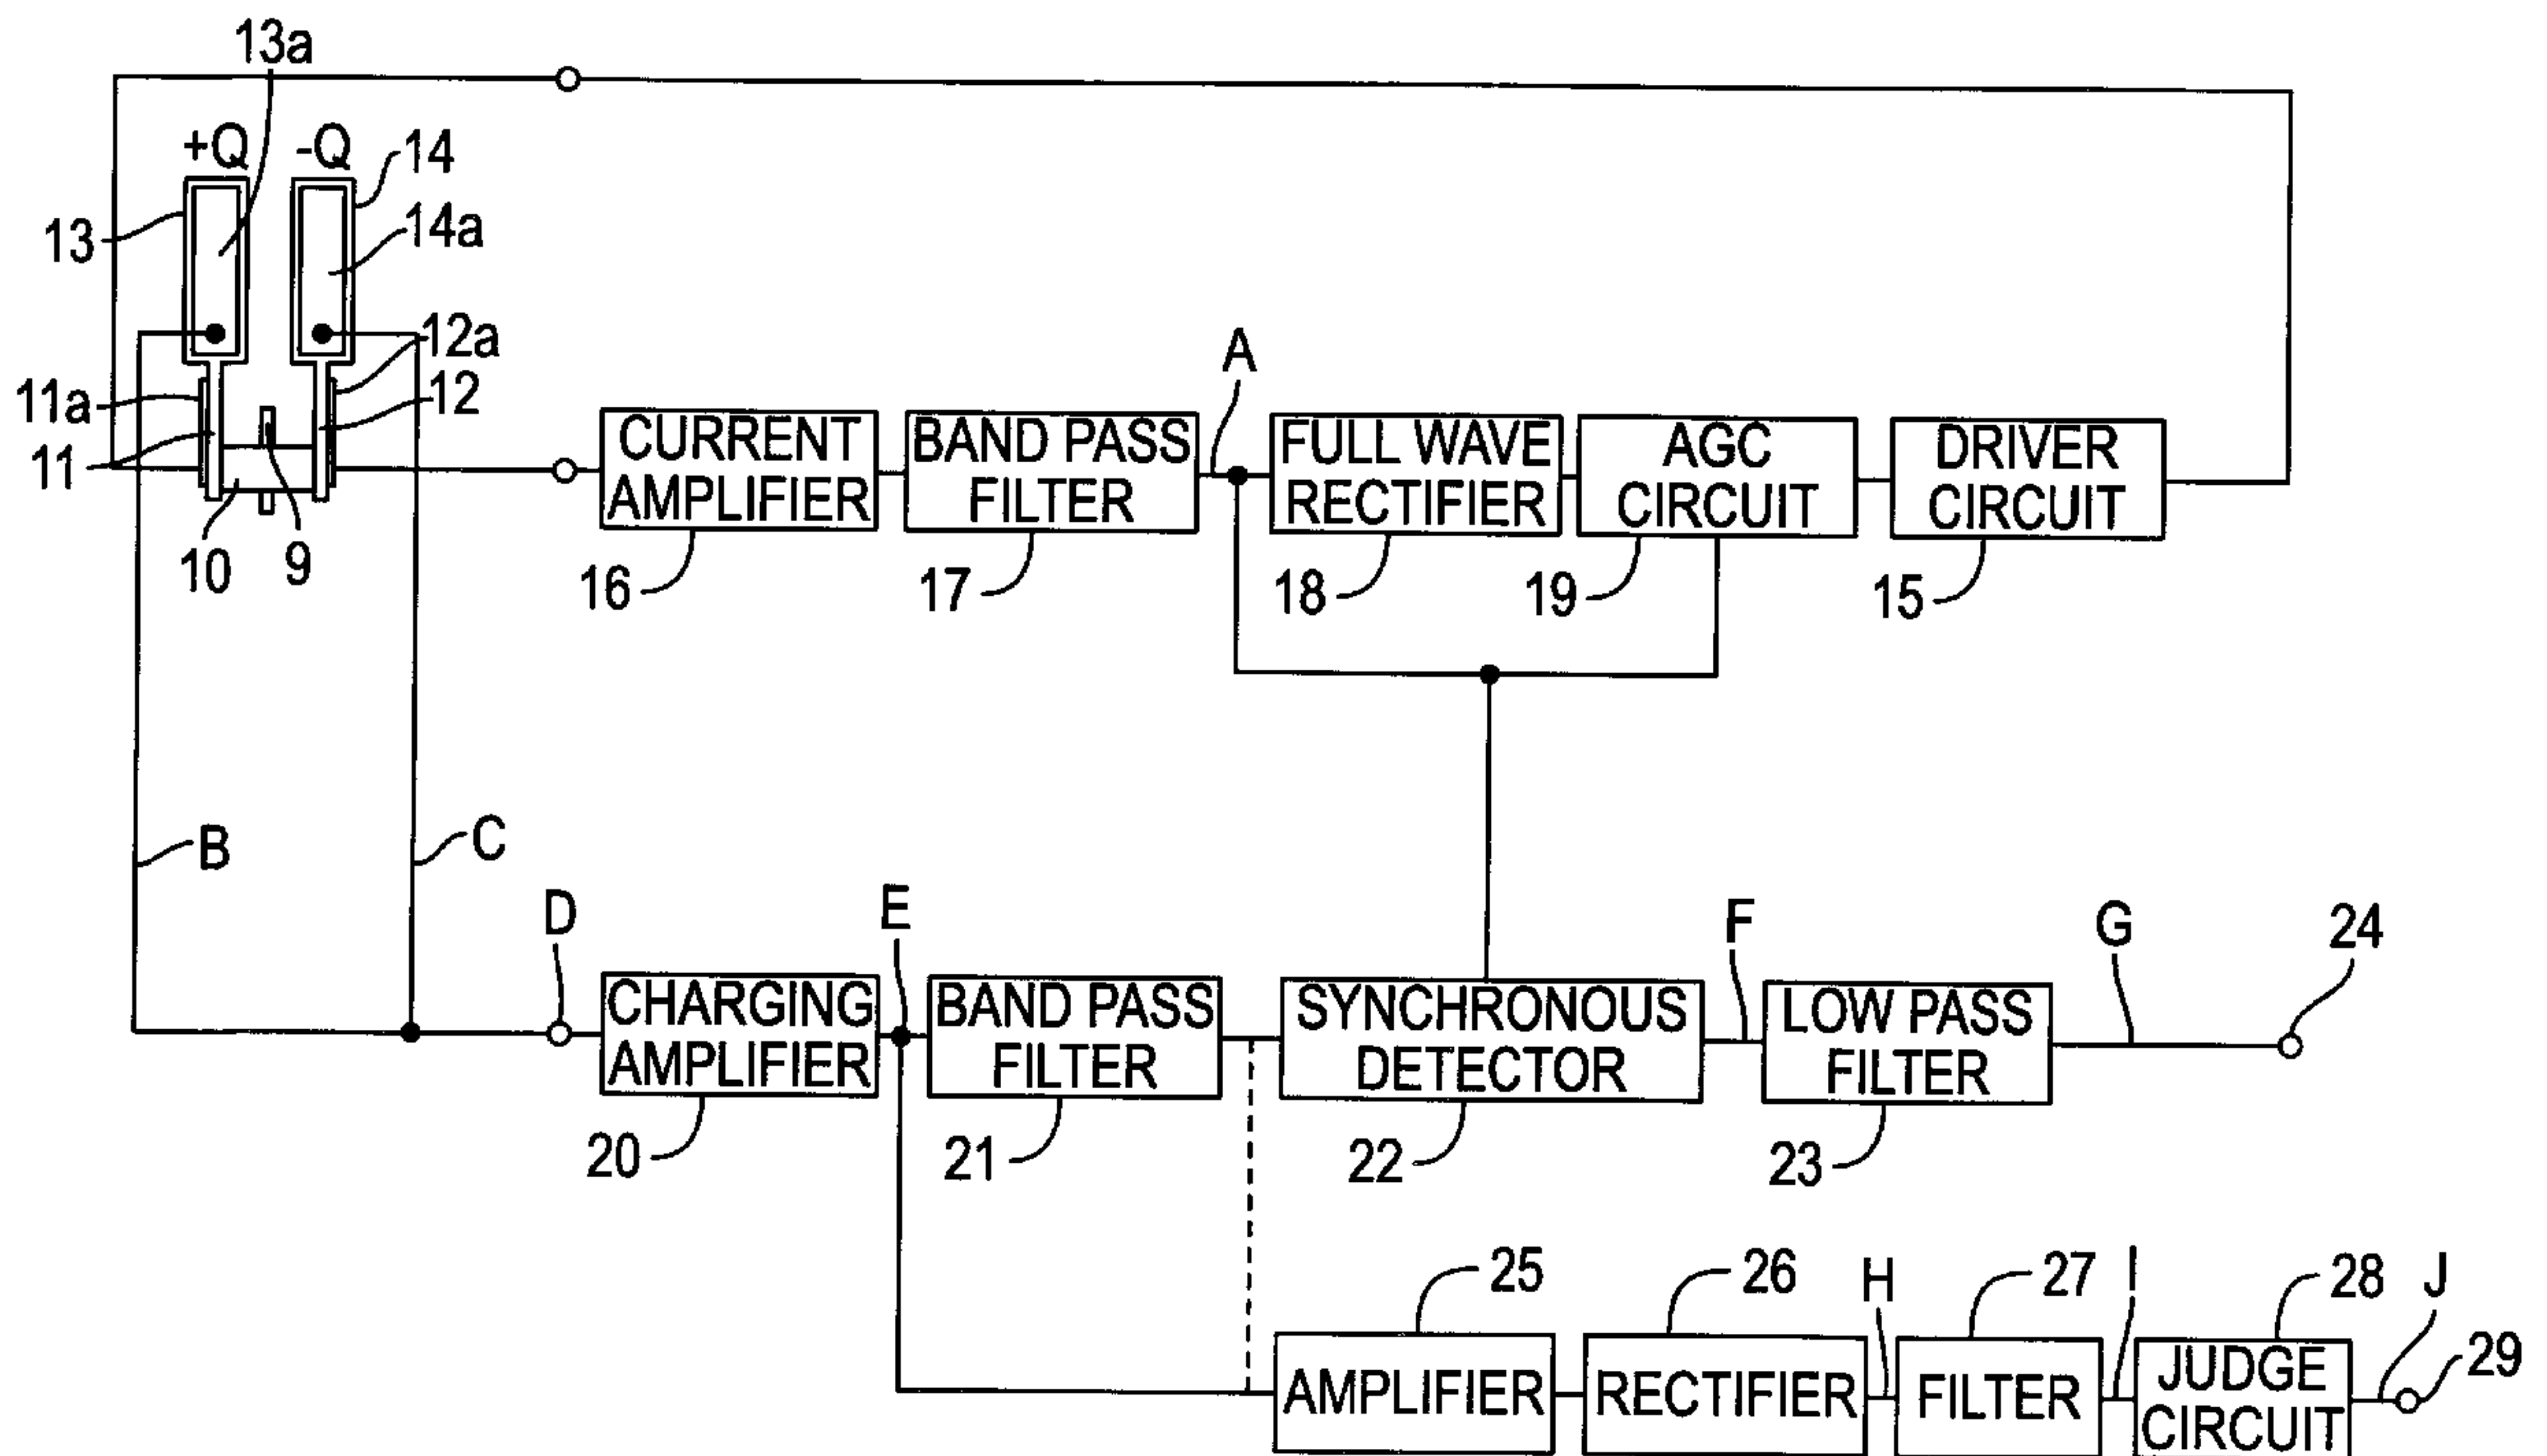 13a
+Q
-Q
14
13
14a
12a
11a
12
11
10
9
A
CURRENT
AMPLIFIER
BAND PASS
FILTER
FULL WAVE
RECTIFIER
AGC
CIRCUIT
DRIVER
CIRCUIT
16
17
18
19
15
B
C
D
E
F
G
24
CHARGING
AMPLIFIER
BAND PASS
FILTER
SYNCHRONOUS
DETECTOR
LOW PASS
FILTER
20
21
22
23
25
26
H
27
I
28
J
29
AMPLIFIER
RECTIFIER
FILTER
JUDGE
CIRCUIT